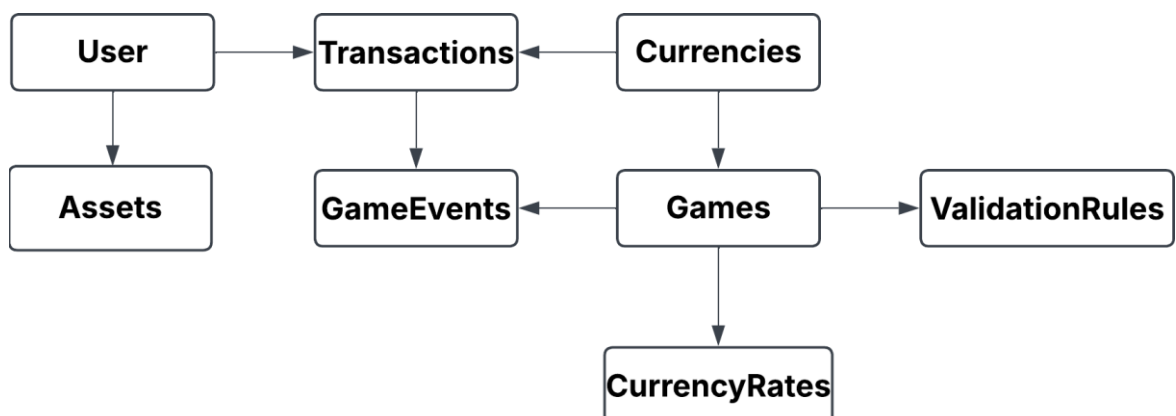 User
Transactions
Currencies
Assets
GameEvents
Games
ValidationRules
CurrencyRates